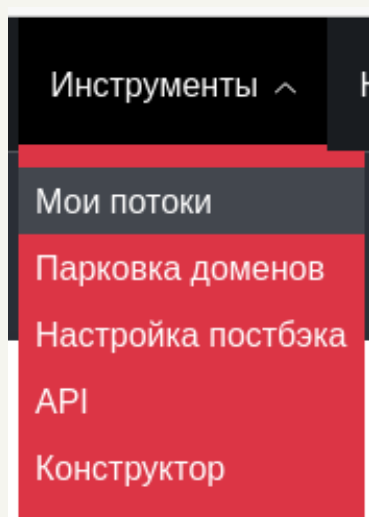 Инструменты
Мои потоки
Парковка доменов
Настройка постбэка
API
Конструктор